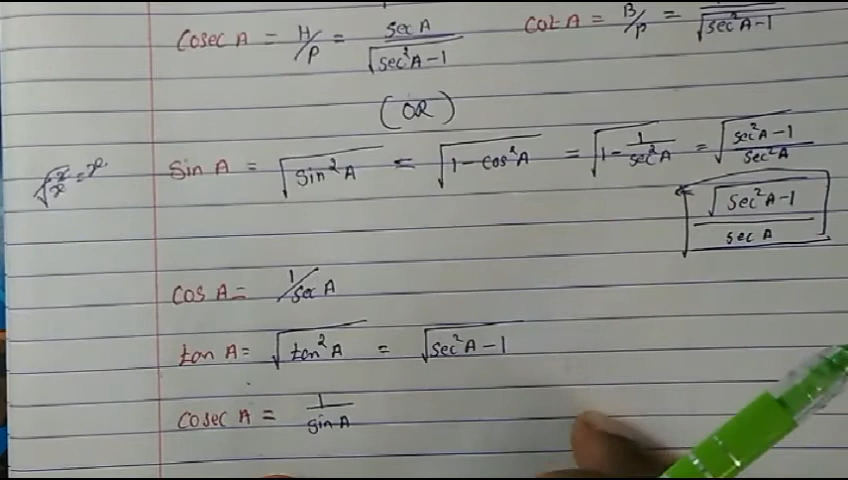 Cosec A = H/P = sec A / √sec²A-1 cot A = B/P = / √sec²A-1
(OR)
√x² = x sin A = √sin²A = √1-cos²A = √1-1/sec²A = √sec²A-1/sec²A
√sec²A-1 / sec A
cos A = 1/sec A
tan A = √tan²A = √sec²A-1
cosec A = 1/sin A